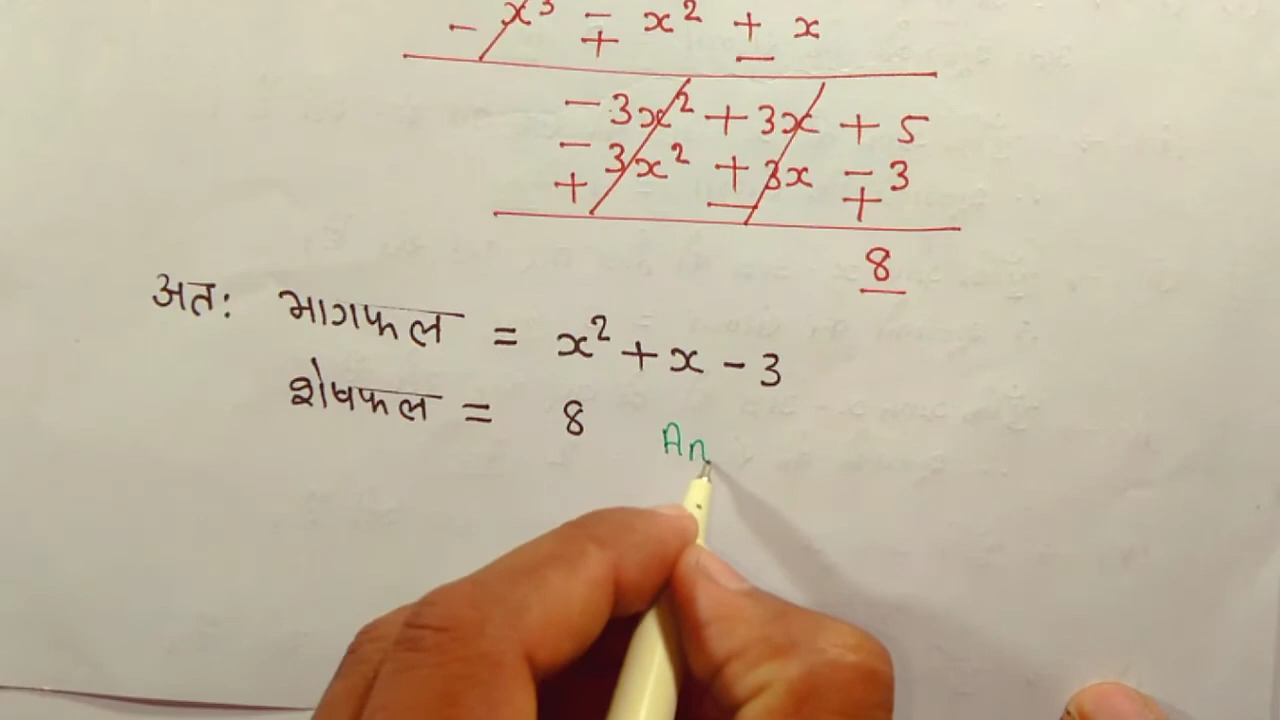 - x³ - x² + x
+ -
- 3x² + 3x + 5
- 3x² + 3x - 3
+ - +
8
अतः भागफल = x² + x - 3
शेषफल = 8 An